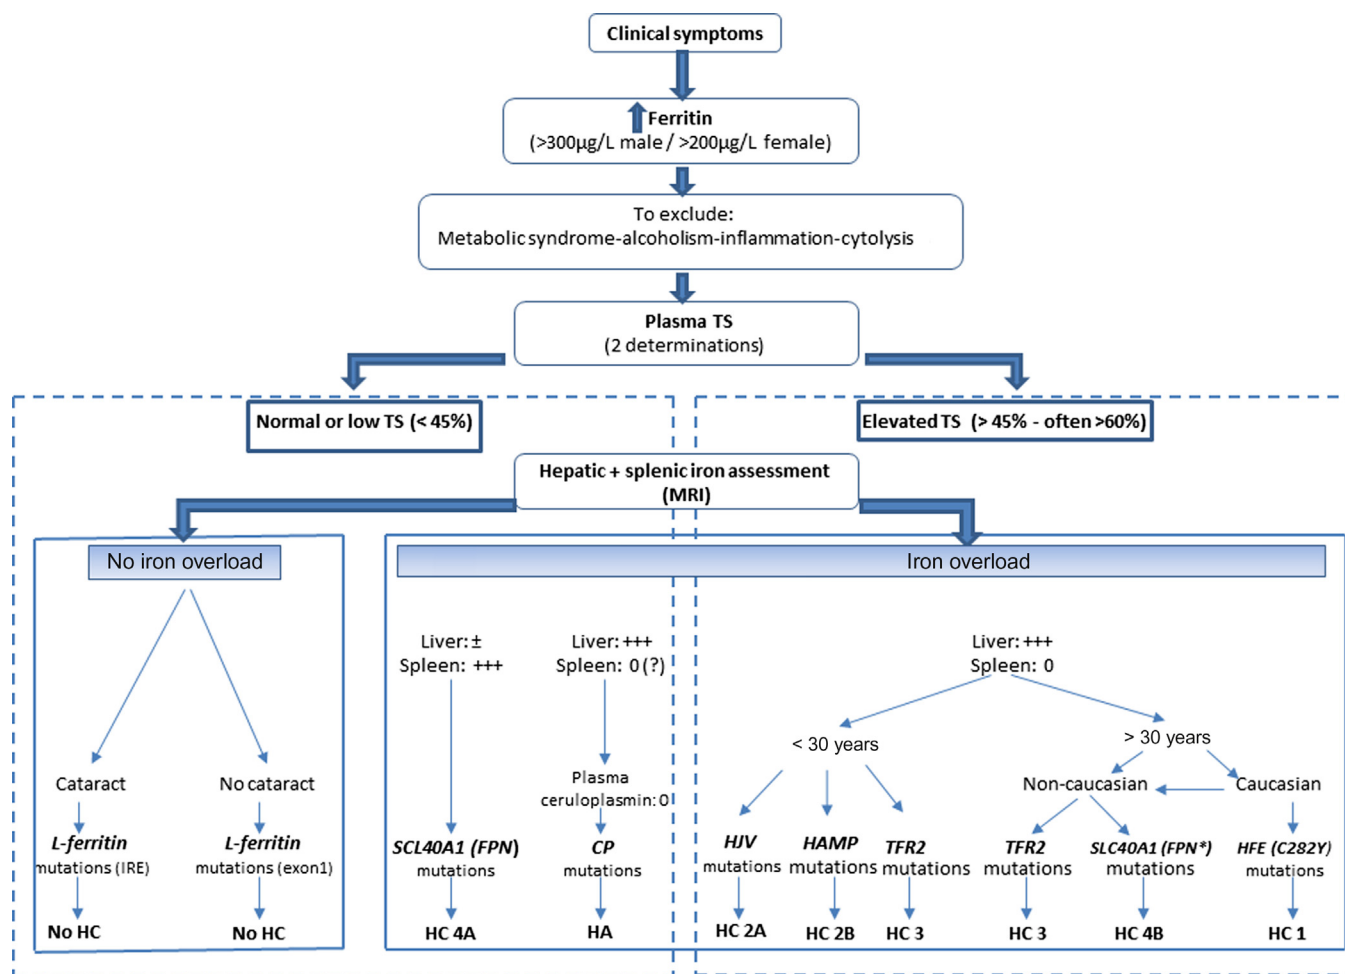 Clinical symptoms
Ferritin
(>300µg/L male / >200µg/L female)
To exclude:
Metabolic syndrome-alcoholism-inflammation-cytolysis
Plasma TS
(2 determinations)
Normal or low TS (< 45%)
Elevated TS (> 45% - often >60%)
Hepatic + splenic iron assessment
(MRI)
No iron overload
Iron overload
Liver: ±
Spleen: +++
Liver: +++
Spleen: 0 (?)
Liver: +++
Spleen: 0
< 30 years
> 30 years
Cataract
No cataract
Plasma
ceruloplasmin: 0
Non-caucasian
Caucasian
L-ferritin
mutations (IRE)
L-ferritin
mutations (exon1)
SCL40A1 (FPN)
mutations
CP
mutations
HJV
mutations
HAMP
mutations
TFR2
mutations
TFR2
mutations
SLC40A1 (FPN*)
mutations
HFE (C282Y)
mutations
No HC
No HC
HC 4A
HA
HC 2A
HC 2B
HC 3
HC 3
HC 4B
HC 1